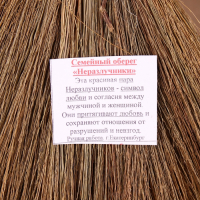 Семейный оберег
«Неразлучники»
Эта красивая пара
Неразлучников - символ
любви и согласия между
мужчиной и женщиной.
Они притягивают любовь и
сохраняют отношения от
разрушений и невзгод.
Ручная работа. г.Екатеринбург